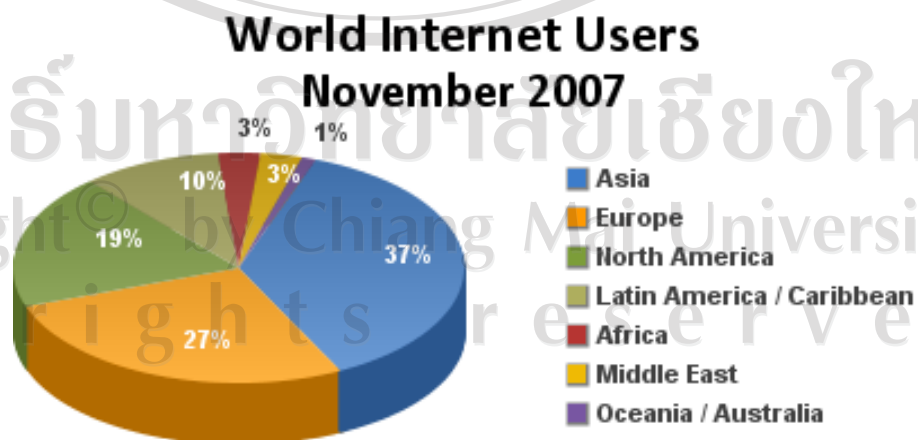 World Internet Users
November 2007
ธิ์มหาวิทยาลัยเชียงให
ght© by Chiang Mai Universi
rights reserve
3%
1%
10%
3%
19%
37%
27%
Asia
Europe
North America
Latin America / Caribbean
Africa
Middle East
Oceania / Australia